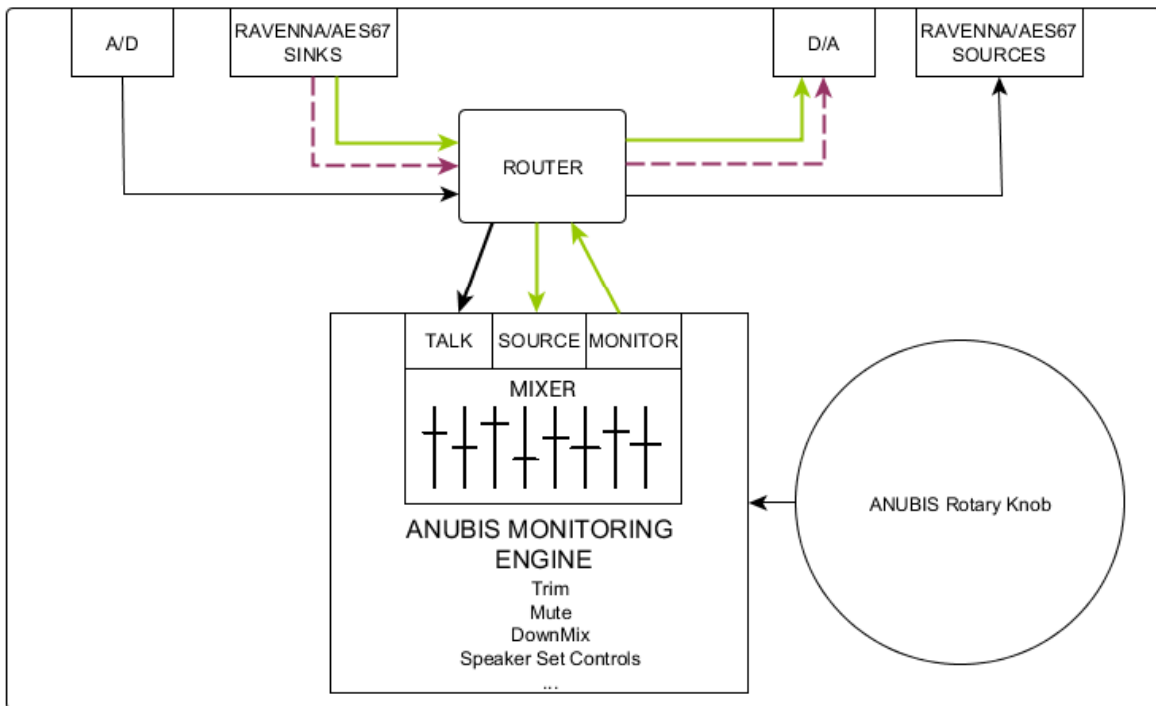 A/D
RAVENNA/AES67
SINKS
D/A
RAVENNA/AES67
SOURCES
ROUTER
TALK
SOURCE
MONITOR
MIXER
ANUBIS MONITORING
ENGINE
Trim
Mute
DownMix
Speaker Set Controls
...
ANUBIS Rotary Knob